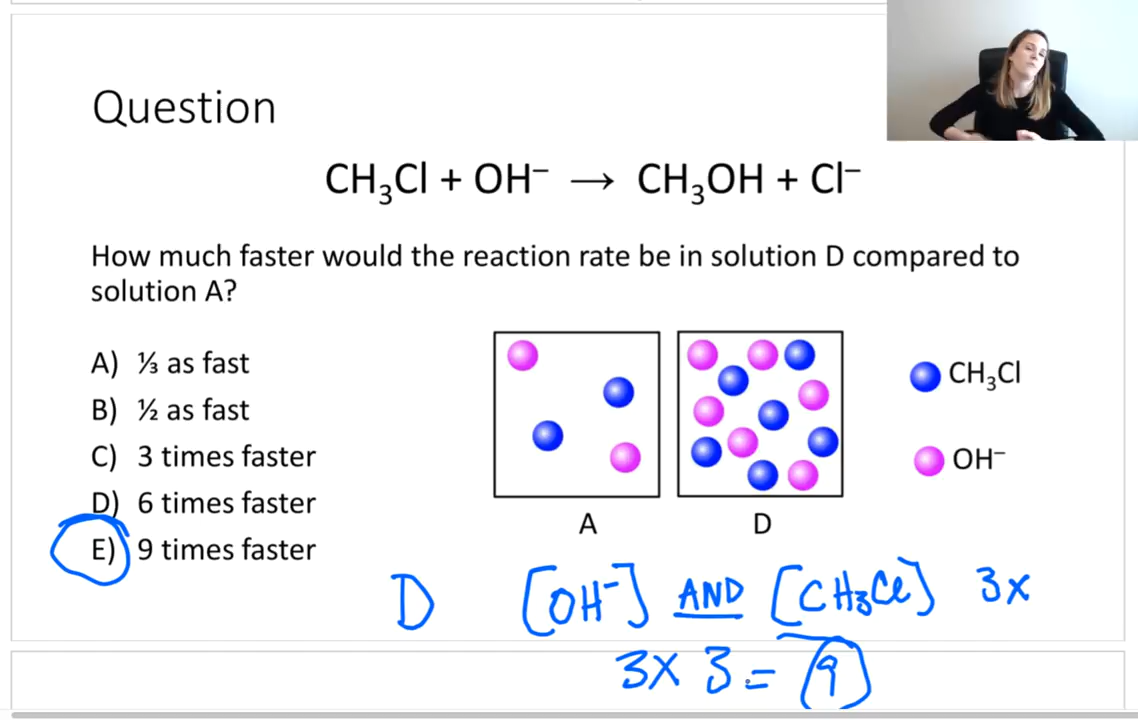 Question
CH₃Cl + OH⁻ → CH₃OH + Cl⁻
How much faster would the reaction rate be in solution D compared to
solution A?
A) ⅓ as fast
B) ½ as fast
C) 3 times faster
D) 6 times faster
E) 9 times faster
CH₃Cl
OH⁻
A
D
D [OH⁻] AND [CH₃Cl] 3x
3x 3 = 9